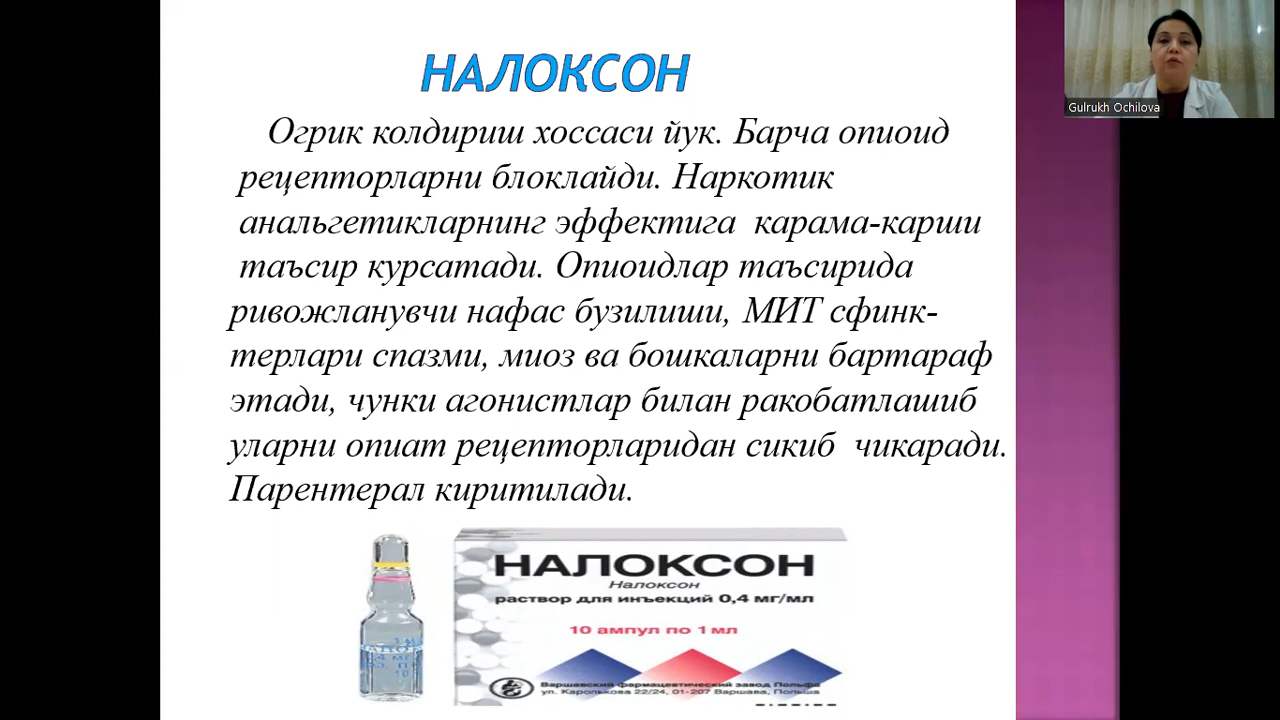 НАЛОКСОН
Огрик колдириш хоссаси йук. Барча опиоид
рецепторларни блоклайди. Наркотик
анальгетикларнинг эффектига карама-карши
таъсир курсатади. Опиоидлар таъсирида
ривожланувчи нафас бузилиши, МИТ сфинк-
терлари спазми, миоз ва бошкаларни бартараф
этади, чунки агонистлар билан ракобатлашиб
уларни опиат рецепторларидан сикиб чикаради.
Парентерал киритилади.
НАЛОКСОН
Налоксон
раствор для инъекций 0,4 мг/мл
10 ампул по 1 мл
Варшавский фармацевтический завод Польфа
ул. Каролькова 22/24, 01-207 Варшава, Польша
Gulrukh Ochilova